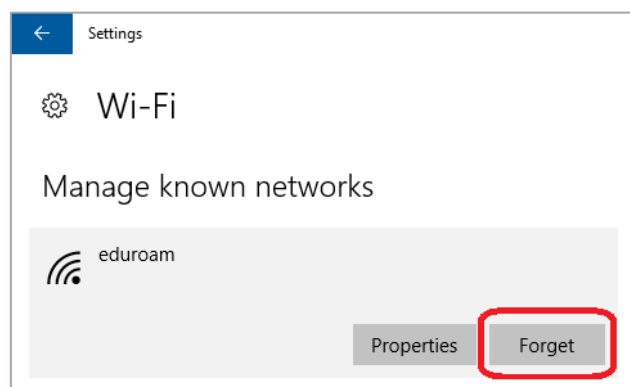 Settings
Wi-Fi
Manage known networks
eduroam
Properties Forget